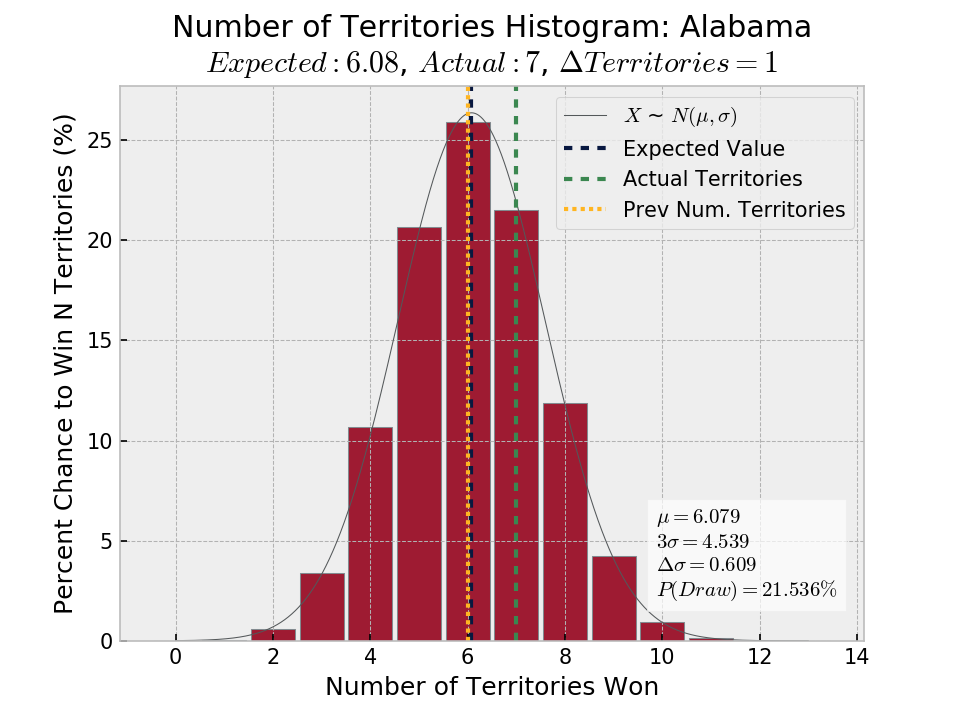 Number of Territories Histogram: Alabama
Expected : 6.08, Actual : 7, ΔTerritories = 1
Percent Chance to Win N Territories (%)
25
20
15
10
5
0
X ~ N(μ, σ)
Expected Value
Actual Territories
Prev Num. Territories
μ = 6.079
3σ = 4.539
Δσ = 0.609
P(Draw) = 21.536%
0 2 4 6 8 10 12 14
Number of Territories Won